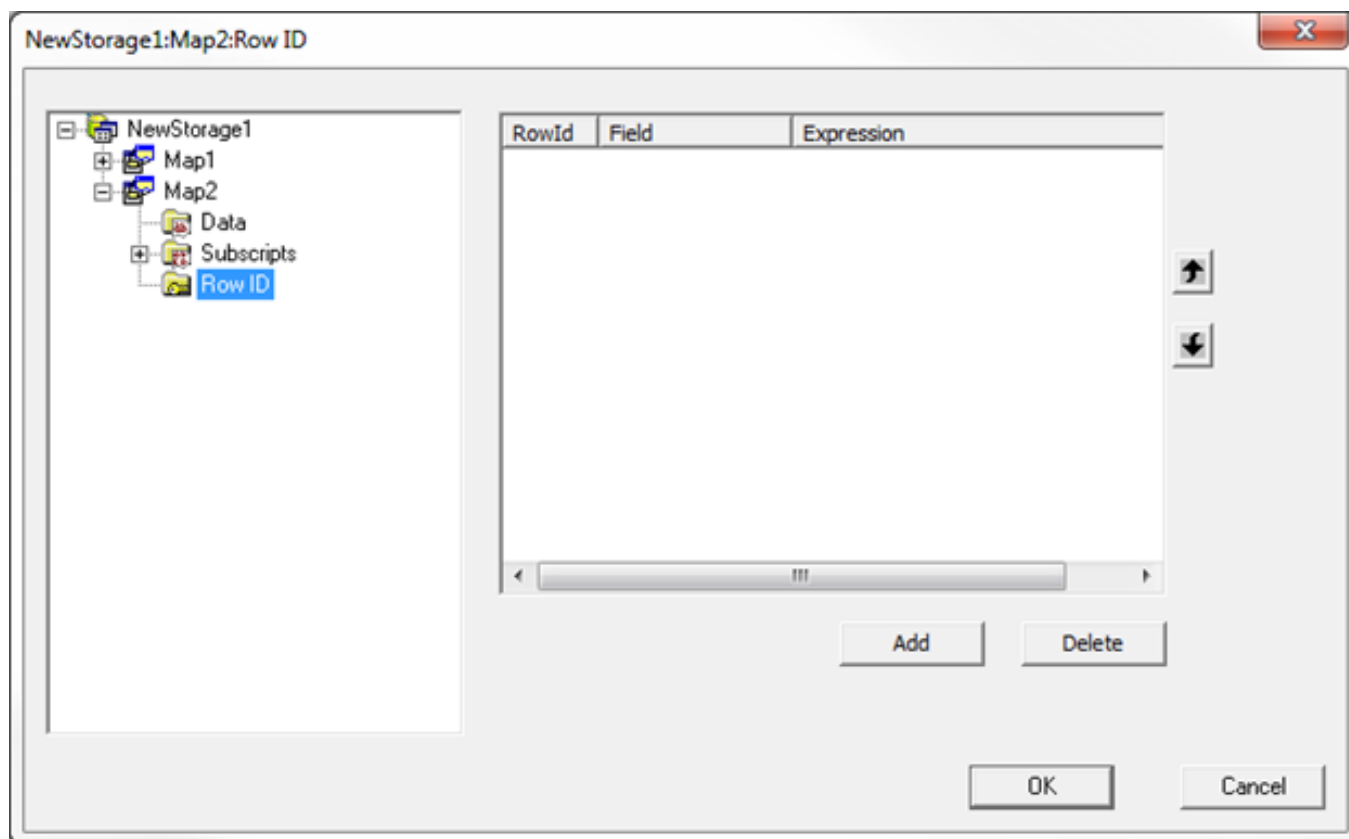 NewStorage1:Map2:Row ID
NewStorage1
Map1
Map2
Data
Subscripts
Row ID
RowId Field Expression
Add Delete
OK Cancel